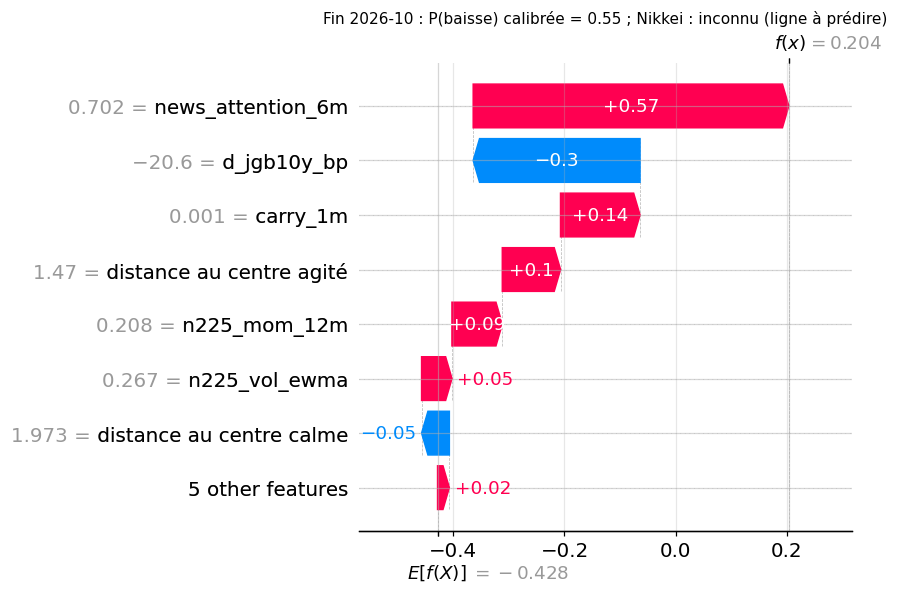 Fin 2026-10 : P(baisse) calibrée = 0.55 ; Nikkei : inconnu (ligne à prédire)
f(x) = 0.204
0.702 = news_attention_6m
+0.57
−20.6 = d_jgb10y_bp
−0.3
0.001 = carry_1m
+0.14
1.47 = distance au centre agité
+0.1
0.208 = n225_mom_12m
+0.09
0.267 = n225_vol_ewma
+0.05
1.973 = distance au centre calme
−0.05
5 other features
+0.02
−0.4 −0.2 0.0 0.2
E[f(X)] = −0.428